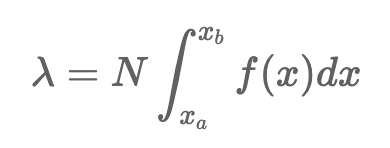 λ = N ∫_{x_a}^{x_b} f(x)dx